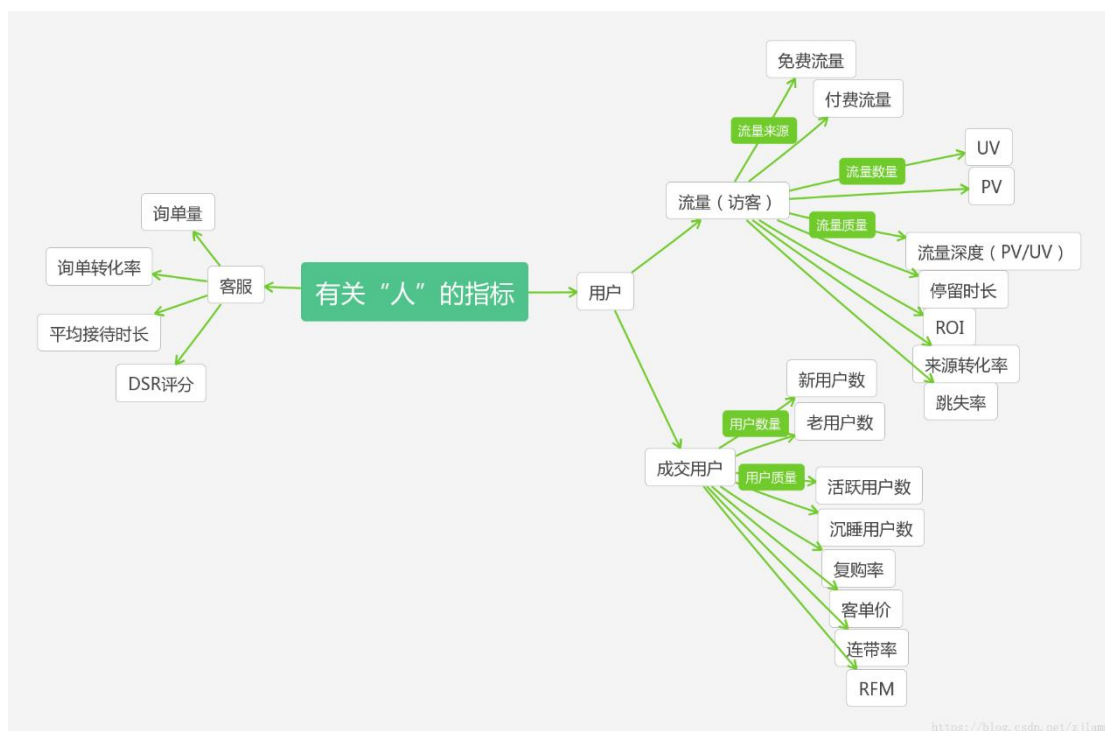 免费流量
付费流量
流量来源
UV
流量数量
PV
流量（访客）
流量质量
流量深度（PV/UV）
停留时长
ROI
来源转化率
跳失率
询单量
询单转化率
客服
平均接待时长
DSR评分
有关“人”的指标
用户
新用户数
用户数量
老用户数
成交用户
用户质量
活跃用户数
沉睡用户数
复购率
客单价
连带率
RFM
https://blog.csdn.net/zjlamp